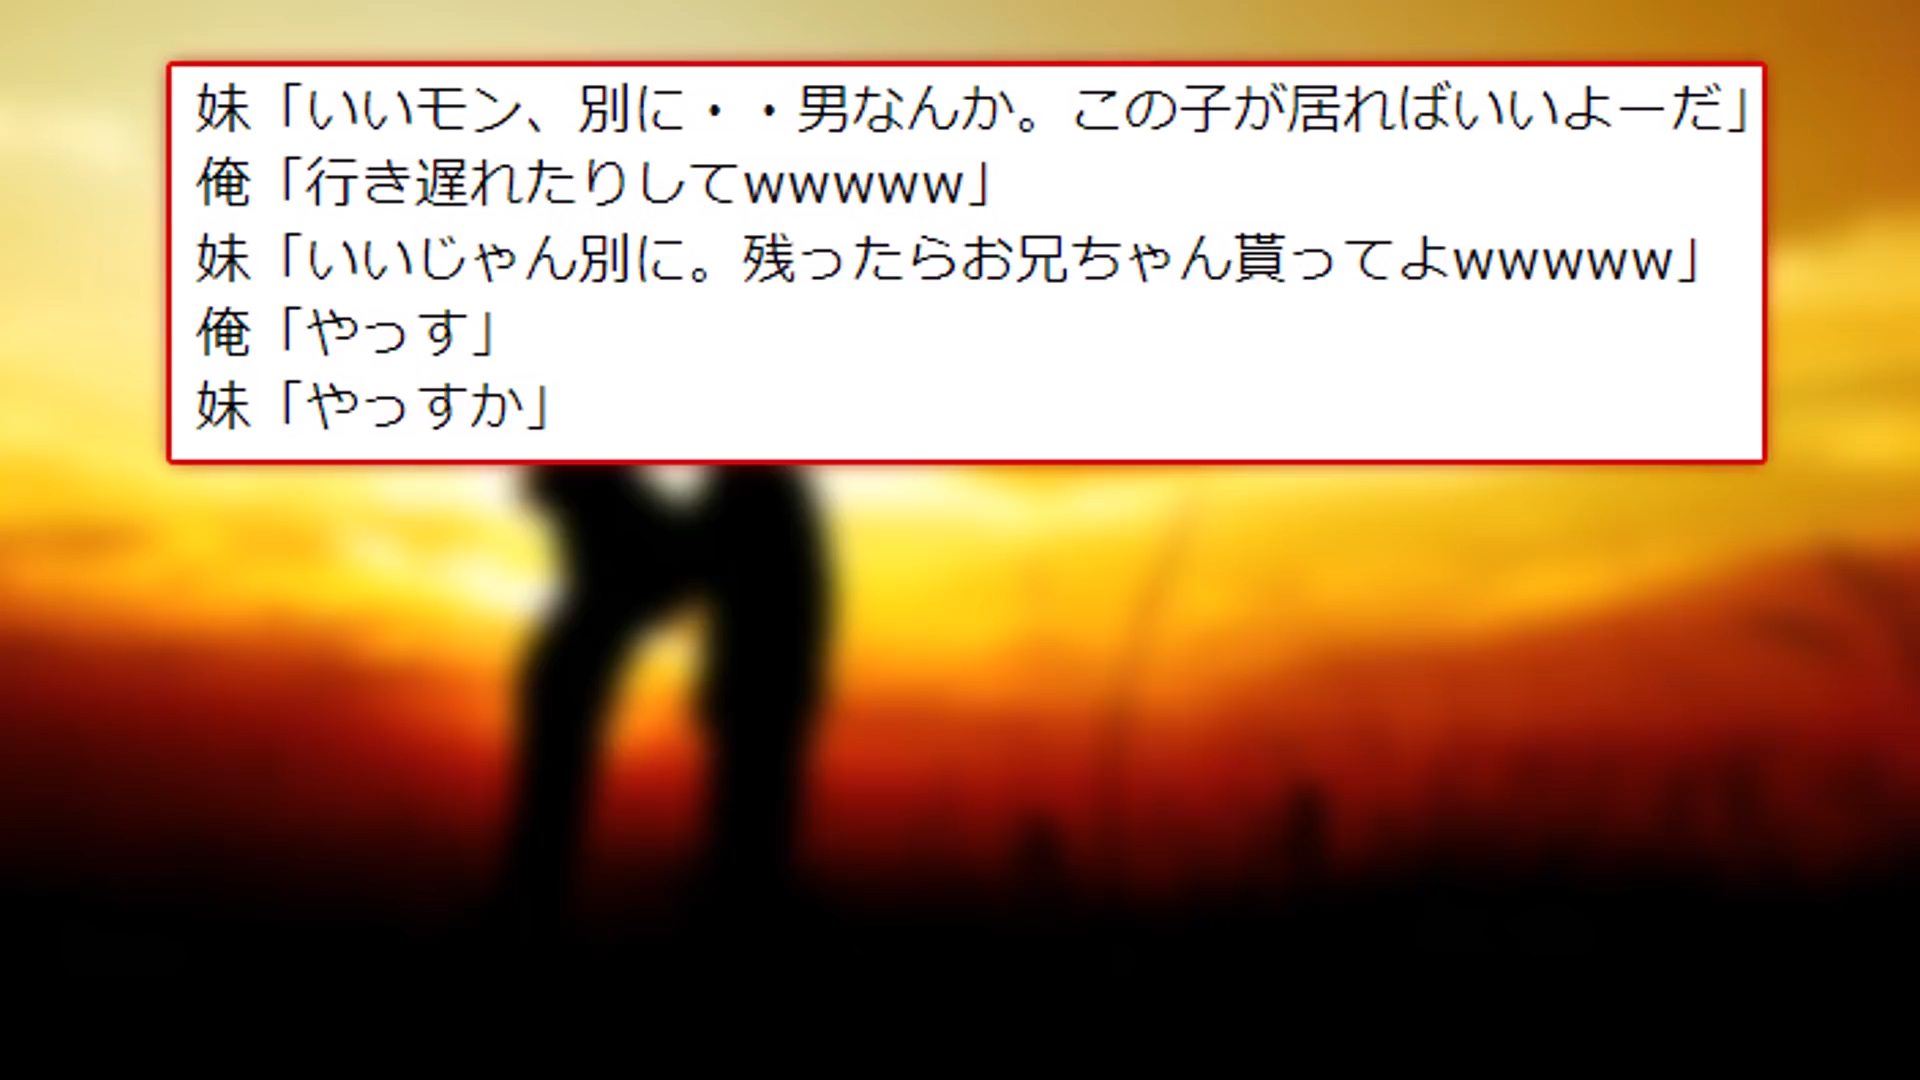 妹「いいモン、別に・・男なんか。この子が居ればいいよーだ」
俺「行き遅れたりしてwwwww」
妹「いいじゃん別に。残ったらお兄ちゃん貰ってよwwwww」
俺「やっす」
妹「やっすか」